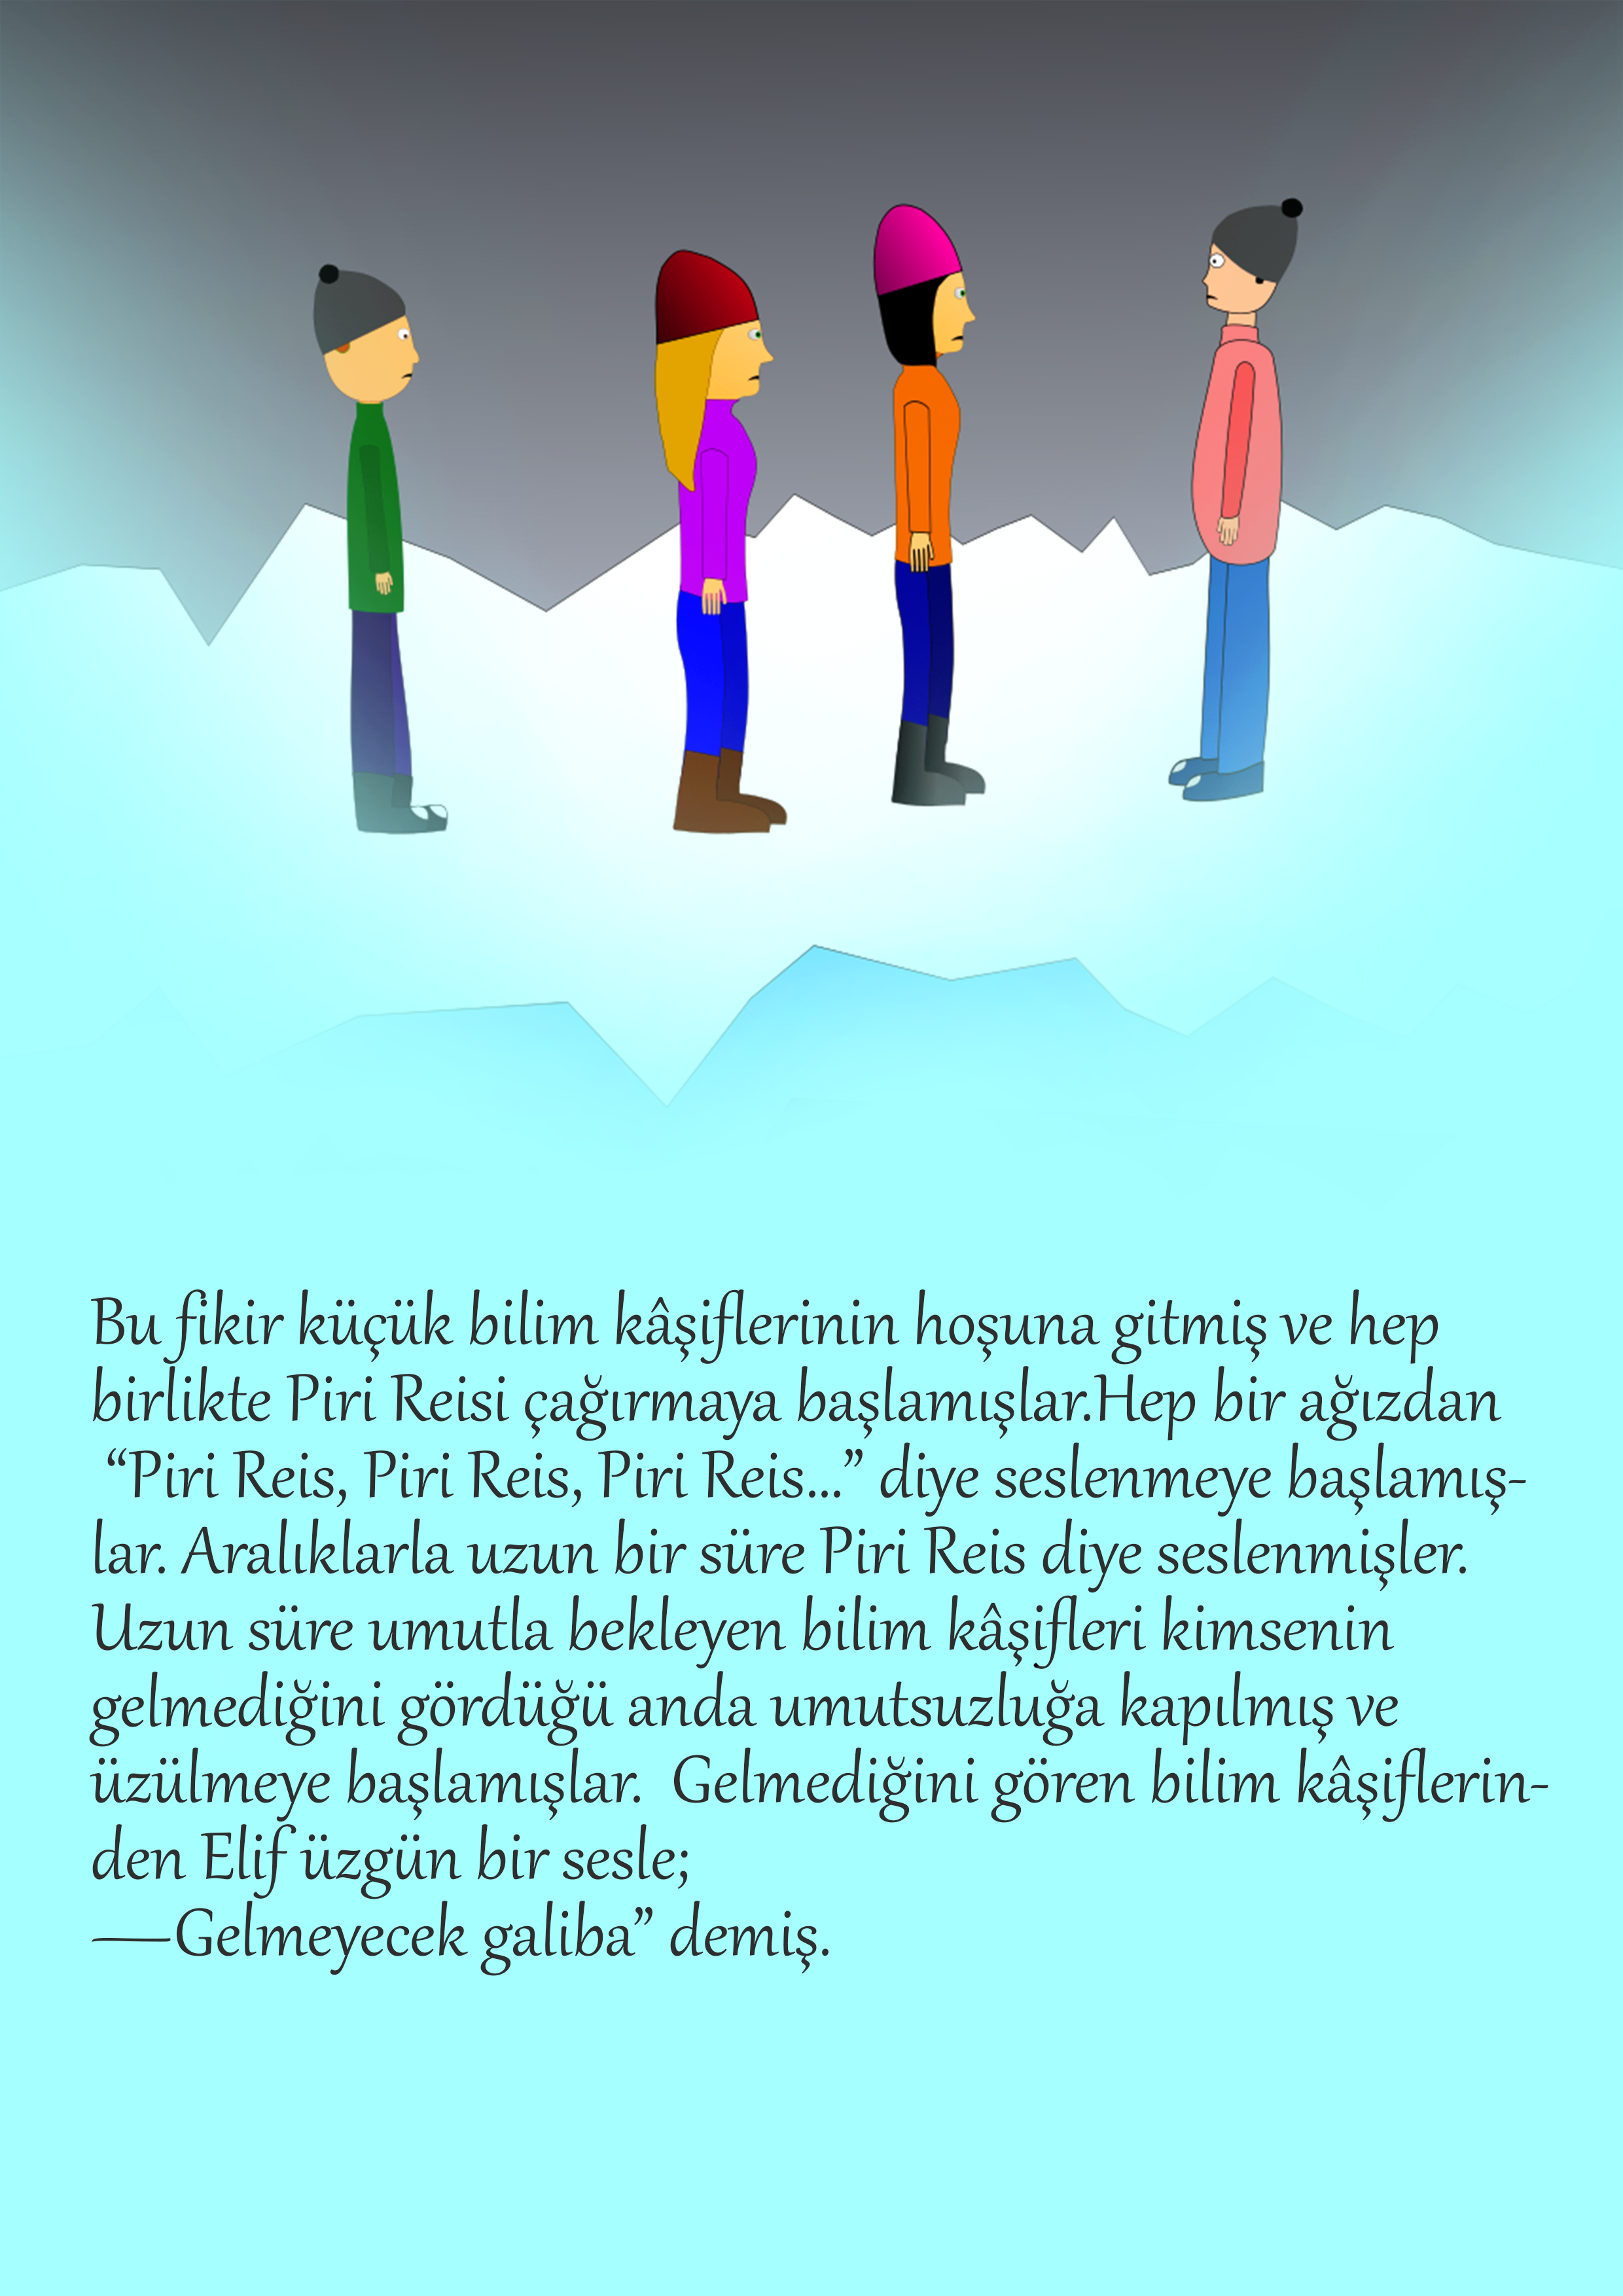 Bu fikir küçük bilim kâşiflerinin hoşuna gitmiş ve hep
birlikte Piri Reisi çağırmaya başlamışlar.Hep bir ağızdan
“Piri Reis, Piri Reis, Piri Reis...” diye seslenmeye başlamış-
lar. Aralıklarla uzun bir süre Piri Reis diye seslenmişler.
Uzun süre umutla bekleyen bilim kâşifleri kimsenin
gelmediğini gördüğü anda umutsuzluğa kapılmış ve
üzülmeye başlamışlar.  Gelmediğini gören bilim kâşiflerin-
den Elif üzgün bir sesle;
—Gelmeyecek galiba” demiş.